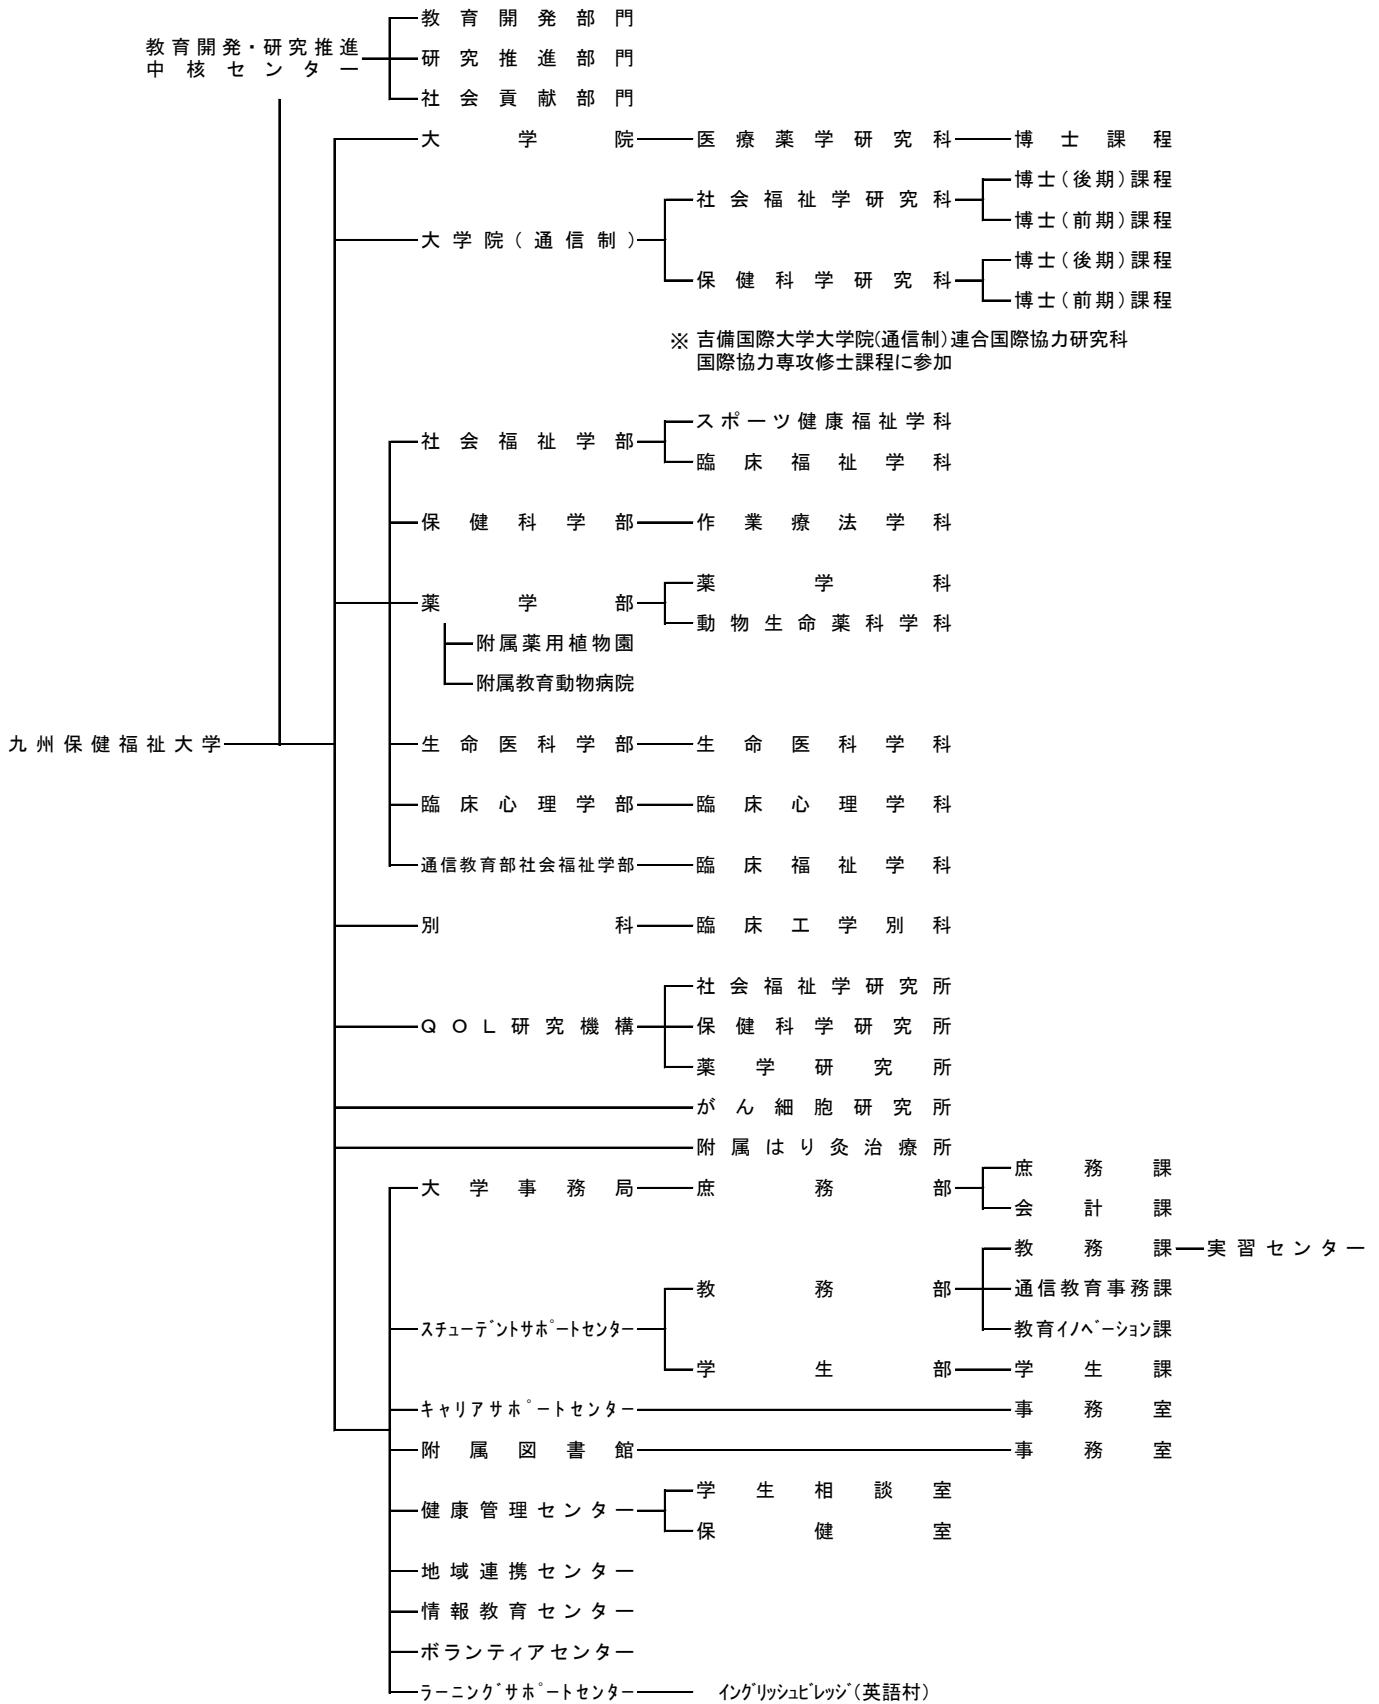 教育開発部門
教育開発・研究推進
中核センター
研究推進部門
社会貢献部門
大学院
医療薬学研究科
博士課程
大学院(通信制)
社会福祉学研究科
博士(後期)課程
博士(前期)課程
保健科学研究科
博士(後期)課程
博士(前期)課程
※ 吉備国際大学大学院(通信制)連合国際協力研究科
国際協力専攻修士課程に参加
社会福祉学部
スポーツ健康福祉学科
臨床福祉学科
保健科学部
作業療法学科
薬学部
薬学科
動物生命薬科学科
附属薬用植物園
附属教育動物病院
九州保健福祉大学
生命医科学部
生命医科学科
臨床心理学部
臨床心理学科
通信教育部社会福祉学部
臨床福祉学科
別科
臨床工学別科
QOL研究機構
社会福祉学研究所
保健科学研究所
薬学研究所
がん細胞研究所
附属はり灸治療所
大学事務局
庶務部
庶務課
会計課
スチューデントサポートセンター
教務部
教務課
実習センター
通信教育事務課
教育イノベーション課
学生部
学生課
キャリアサポートセンター
事務室
附属図書館
事務室
健康管理センター
学生相談室
保健室
地域連携センター
情報教育センター
ボランティアセンター
ラーニングサポートセンター
イングリッシュビレッジ(英語村)